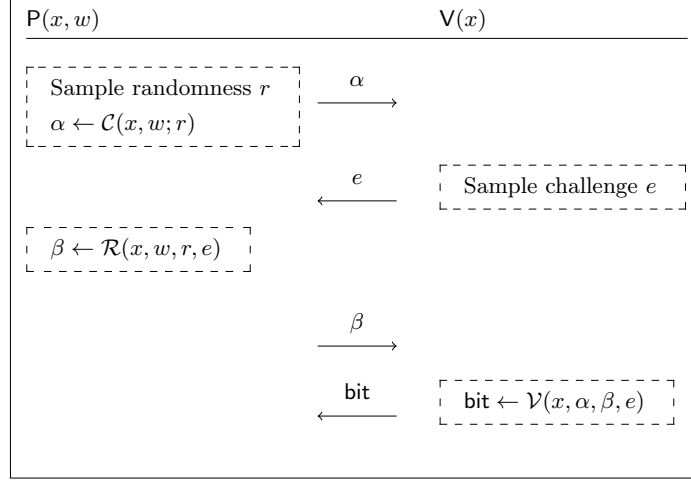 P(x, w) V(x)
Sample randomness r
α ← C(x, w; r)
α
e
Sample challenge e
β ← R(x, w, r, e)
β
bit
bit ← V(x, α, β, e)